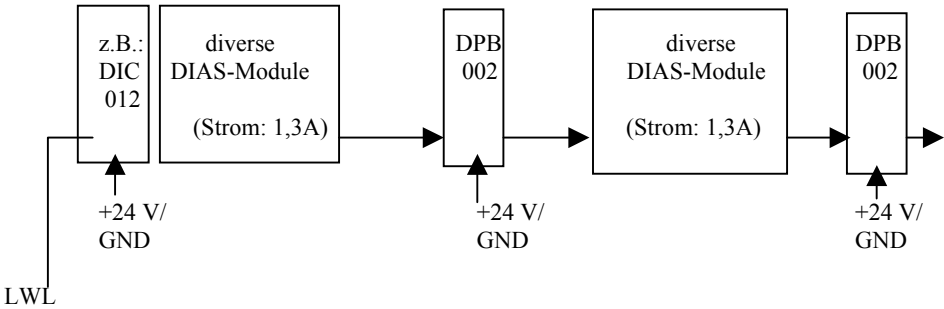 z.B.:
DIC
012
diverse
DIAS-Module
(Strom: 1,3A)
DPB
002
diverse
DIAS-Module
(Strom: 1,3A)
DPB
002
+24 V/
GND
+24 V/
GND
+24 V/
GND
LWL